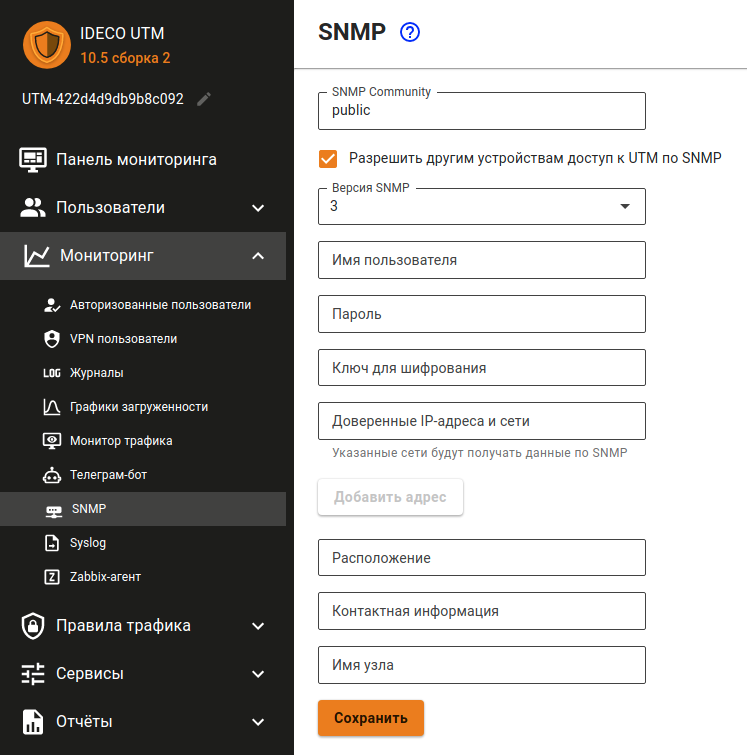 IDECO UTM
10.5 сборка 2
UTM-422d4d9db9b8c092
Панель мониторинга
Пользователи
Мониторинг
Авторизованные пользователи
VPN пользователи
LOG Журналы
Графики загруженности
Монитор трафика
Телеграм-бот
SNMP
Syslog
Z Zabbix-агент
Правила трафика
Сервисы
Отчёты
SNMP ?
SNMP Community
public
Разрешить другим устройствам доступ к UTM по SNMP
Версия SNMP
3
Имя пользователя
Пароль
Ключ для шифрования
Доверенные IP-адреса и сети
Указанные сети будут получать данные по SNMP
Добавить адрес
Расположение
Контактная информация
Имя узла
Сохранить